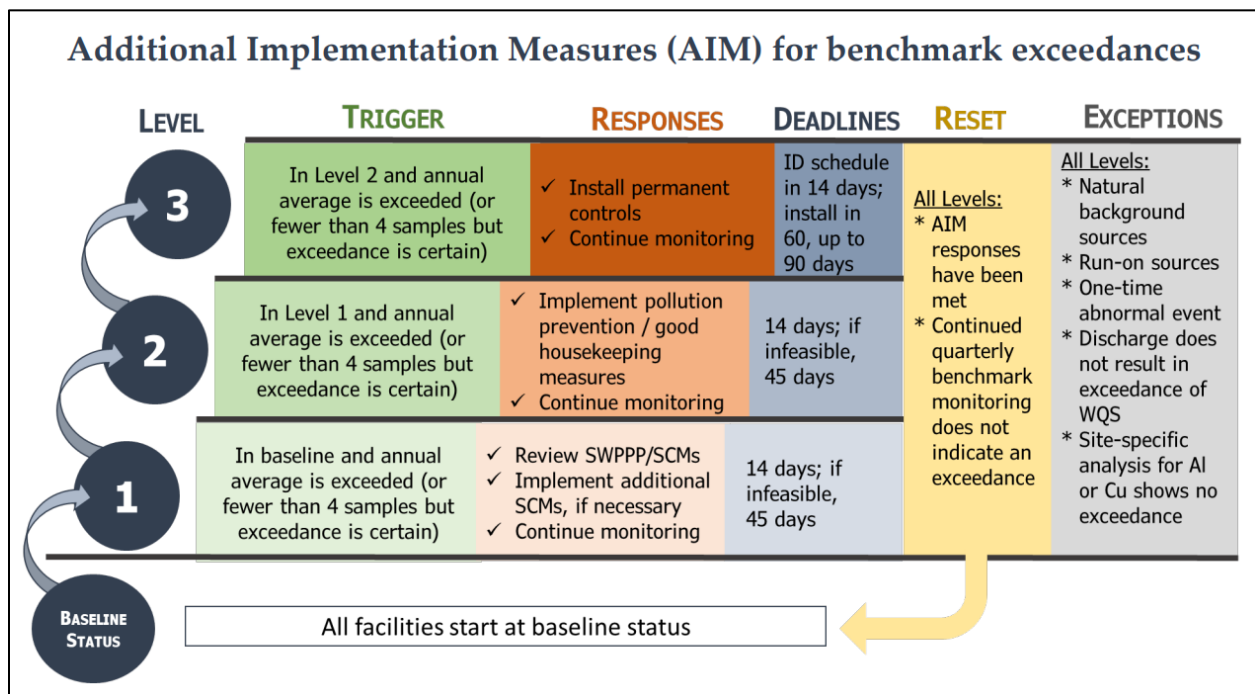 Additional Implementation Measures (AIM) for benchmark exceedances
LEVEL
TRIGGER
RESPONSES
DEADLINES
RESET
EXCEPTIONS
3
In Level 2 and annual
average is exceeded (or
fewer than 4 samples but
exceedance is certain)
✓ Install permanent
controls
✓ Continue monitoring
ID schedule
in 14 days;
install in
60, up to
90 days
2
In Level 1 and annual
average is exceeded (or
fewer than 4 samples but
exceedance is certain)
✓ Implement pollution
prevention / good
housekeeping
measures
✓ Continue monitoring
14 days; if
infeasible,
45 days
1
In baseline and annual
average is exceeded (or
fewer than 4 samples but
exceedance is certain)
✓ Review SWPPP/SCMs
✓ Implement additional
SCMs, if necessary
✓ Continue monitoring
14 days; if
infeasible,
45 days
All Levels:
* AIM
responses
have been
met
* Continued
quarterly
benchmark
monitoring
does not
indicate an
exceedance
All Levels:
* Natural
background
sources
* Run-on sources
* One-time
abnormal event
* Discharge does
not result in
exceedance of
WQS
* Site-specific
analysis for Al
or Cu shows no
exceedance
BASELINE
STATUS
All facilities start at baseline status